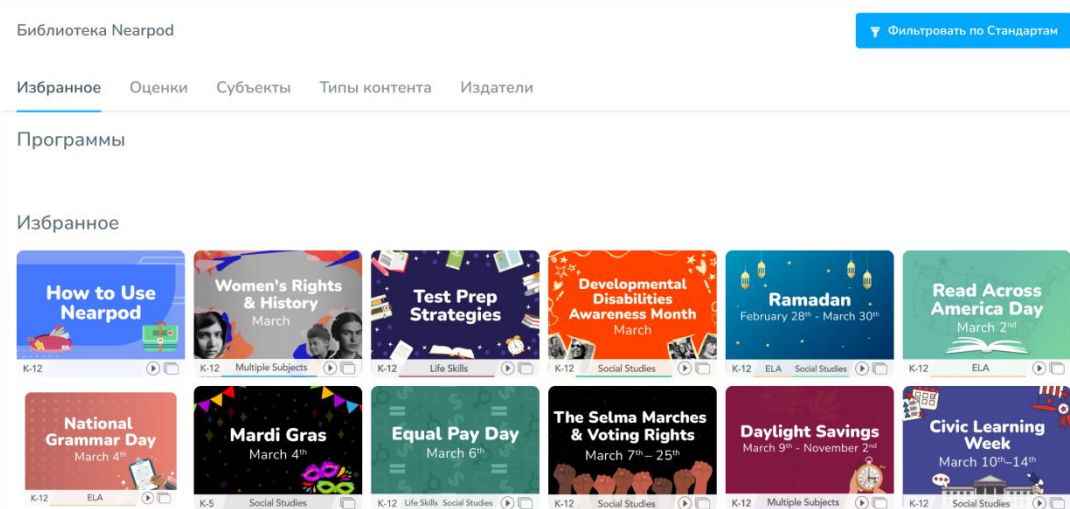 Библиотека Nearpod
Фильтровать по Стандартам
Избранное Оценки Субъекты Типы контента Издатели
Программы
Избранное
How to Use
Nearpod
K-12
Women's Rights
& History
March
K-12 Multiple Subjects
Test Prep
Strategies
K-12 Life Skills
Developmental
Disabilities
Awareness Month
March
K-12 Social Studies
Ramadan
February 28th - March 30th
K-12 ELA Social Studies
Read Across
America Day
March 2nd
K-12 ELA
National
Grammar Day
March 4th
K-12 ELA
Mardi Gras
March 4th
K-5 Social Studies
Equal Pay Day
March 6th
K-12 Life Skills Social Studies
The Selma Marches
& Voting Rights
March 7th – 25th
K-12 Social Studies
Daylight Savings
March 9th - November 2nd
K-12 Multiple Subjects
Civic Learning
Week
March 10th–14th
K-12 Social Studies